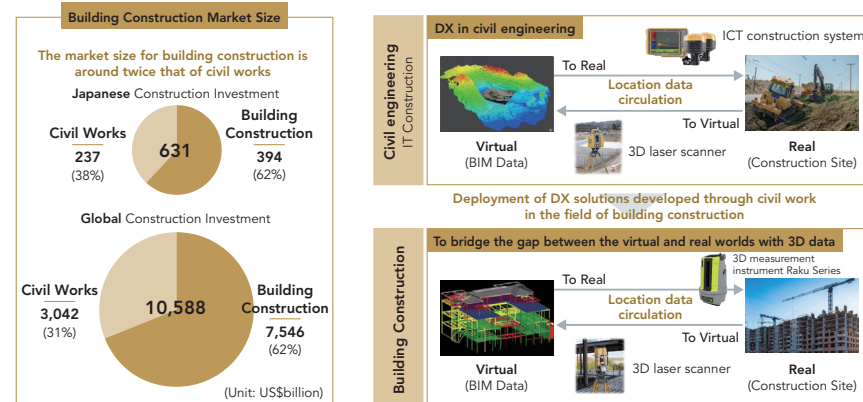 Building Construction Market Size
The market size for building construction is
around twice that of civil works
Japanese Construction Investment
Civil Works
237
(38%)
631
Building
Construction
394
(62%)
Global Construction Investment
Civil Works
3,042
(31%)
10,588
Building
Construction
7,546
(62%)
(Unit: US$billion)
Civil engineering
IT Construction
DX in civil engineering
ICT construction system
To Real
Location data
circulation
To Virtual
3D laser scanner
Virtual
(BIM Data)
Real
(Construction Site)
Deployment of DX solutions developed through civil work
in the field of building construction
Building Construction
To bridge the gap between the virtual and real worlds with 3D data
3D measurement
instrument Raku Series
To Real
Location data
circulation
To Virtual
3D laser scanner
Virtual
(BIM Data)
Real
(Construction Site)